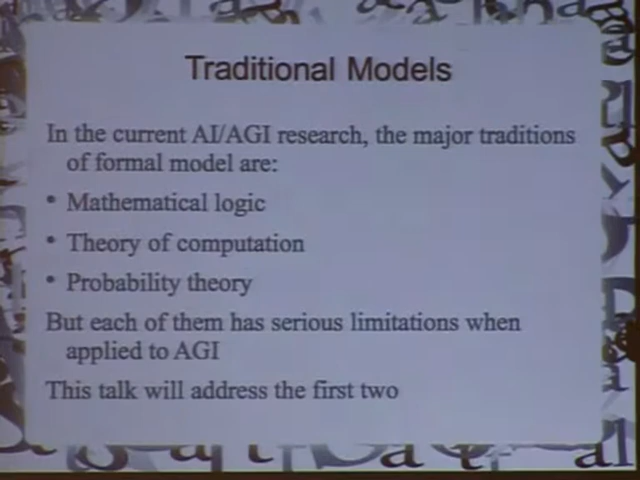 Traditional Models
In the current AI/AGI research, the major traditions
of formal model are:
• Mathematical logic
• Theory of computation
• Probability theory
But each of them has serious limitations when
applied to AGI
This talk will address the first two